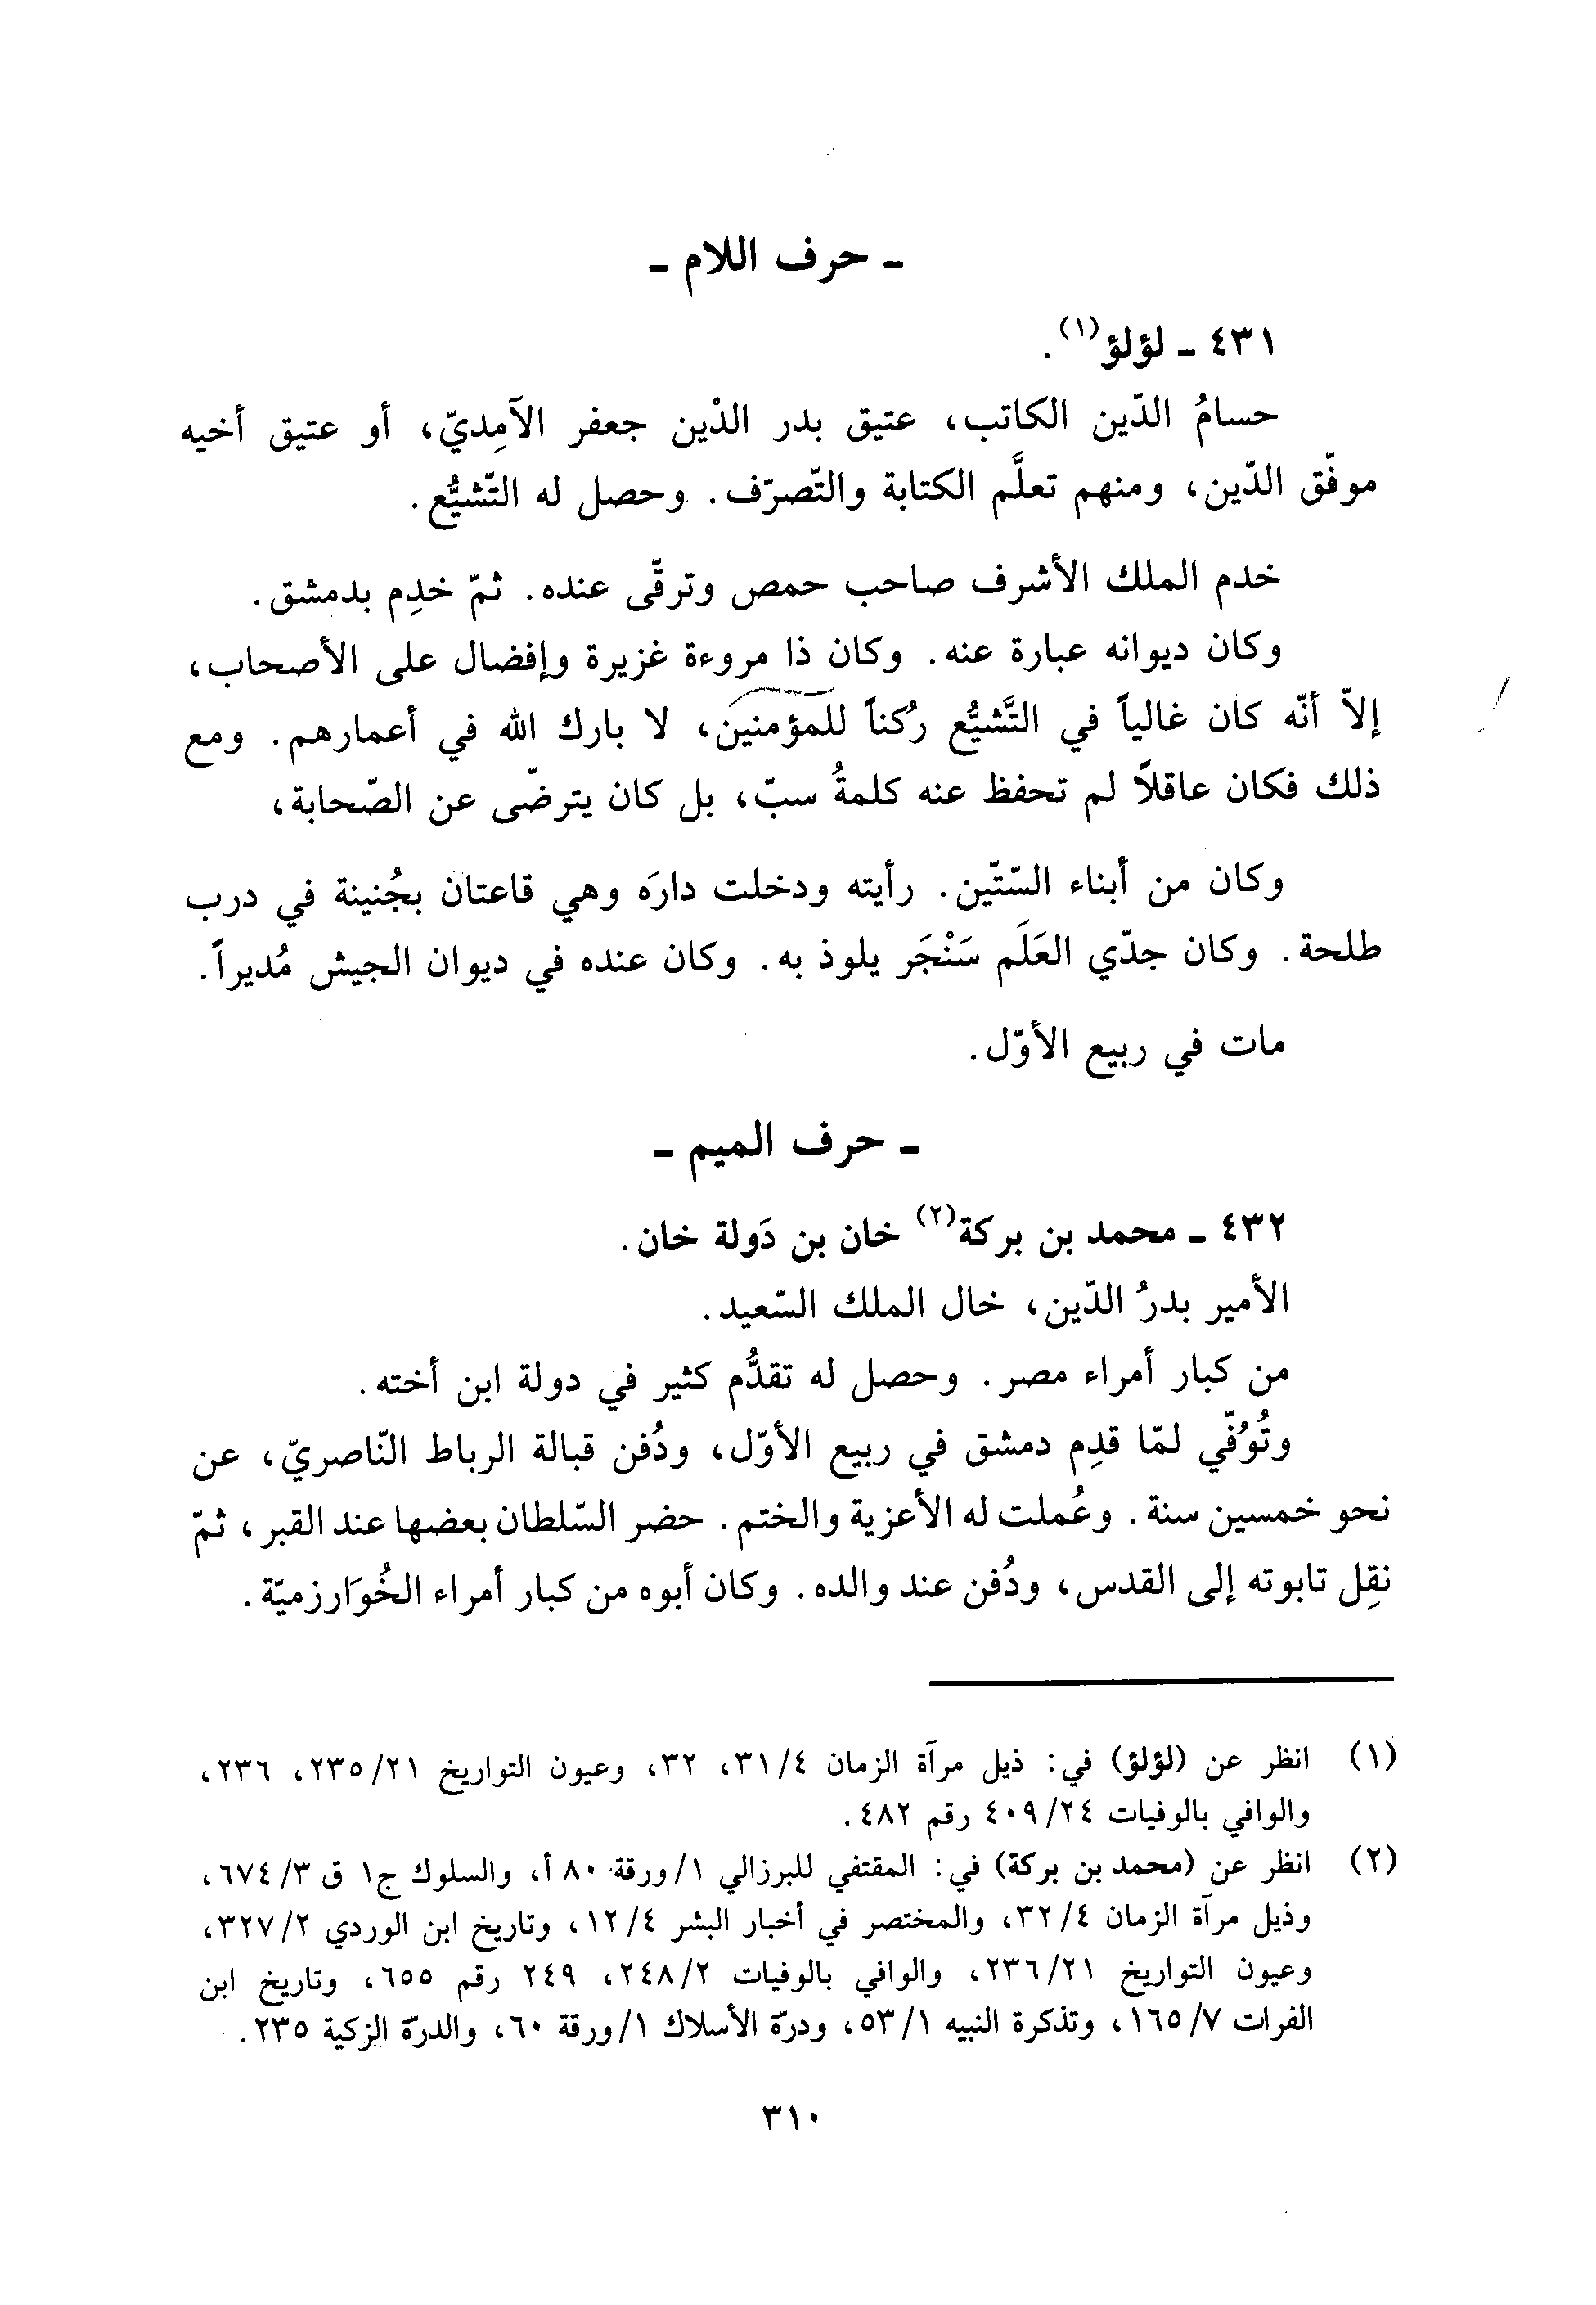 ـ حرف اللام ـ
٤٣١ ـ لؤلؤ(١).
حسامُ الدّين الكاتب، عتيق بدر الدْين جعفر الآمِديّ، أو عتيق أخيه
موفّق الدّين، ومنهم تعلَّم الكتابة والتّصرّف. وحصل له التّشيُّع.
خدم الملك الأشرف صاحب حمص وترقّى عنده. ثمّ خدِم بدمشق.
وكان ديوانه عبارة عنه. وكان ذا مروءة غزيرة وإفضال على الأصحاب،
إلاّ أنّه كان غالياً في التَّشيُّع رُكناً للمؤمنين، لا بارك الله في أعمارهم. ومع
ذلك فكان عاقلاً لم تحفظ عنه كلمةُ سبّ، بل كان يترضّى عن الصّحابة،
وكان من أبناء السّتّين. رأيته ودخلت دارَه وهي قاعتان بجُنينة في درب
طلحة. وكان جدّي العَلَم سَنْجَر يلوذ به. وكان عنده في ديوان الجيش مُديراً.
مات في ربيع الأوّل.
ـ حرف الميم ـ
٤٣٢ ـ محمد بن بركة(٢) خان بن دَولة خان.
الأمير بدرُ الدّين، خال الملك السّعيد.
من كبار أمراء مصر. وحصل له تقدُّم كثير في دولة ابن أخته.
وتُوُفّي لمّا قدِم دمشق في ربيع الأوّل، ودُفن قبالة الرباط النّاصريّ، عن
نحو خمسين سنة. وعُملت له الأعزية والختم. حضر السّلطان بعضها عند القبر، ثمّ
نقِل تابوته إلى القدس، ودُفن عند والده. وكان أبوه من كبار أمراء الخُوَارزميّة.
(١) انظر عن (لؤلؤ) في: ذيل مرآة الزمان ٣١/٤، ٣٢، وعيون التواريخ ٢٣٥/٢١، ٢٣٦،
والوافي بالوفيات ٤٠٩/٢٤ رقم ٤٨٢.
(٢) انظر عن (محمد بن بركة) في: المقتفي للبرزالي ١/ورقة ٨٠ أ، والسلوك ج١ ق ٦٧٤/٣،
وذيل مرآة الزمان ٣٢/٤، والمختصر في أخبار البشر ١٢/٤، وتاريخ ابن الوردي ٣٢٧/٢،
وعيون التواريخ ٢٣٦/٢١، والوافي بالوفيات ٢٤٨/٢، ٢٤٩ رقم ٦٥٥، وتاريخ ابن
الفرات ١٦٥/٧، وتذكرة النبيه ٥٣/١، ودرّة الأسلاك ١/ورقة ٦٠، والدرّة الزكية ٢٣٥.
٣١٠